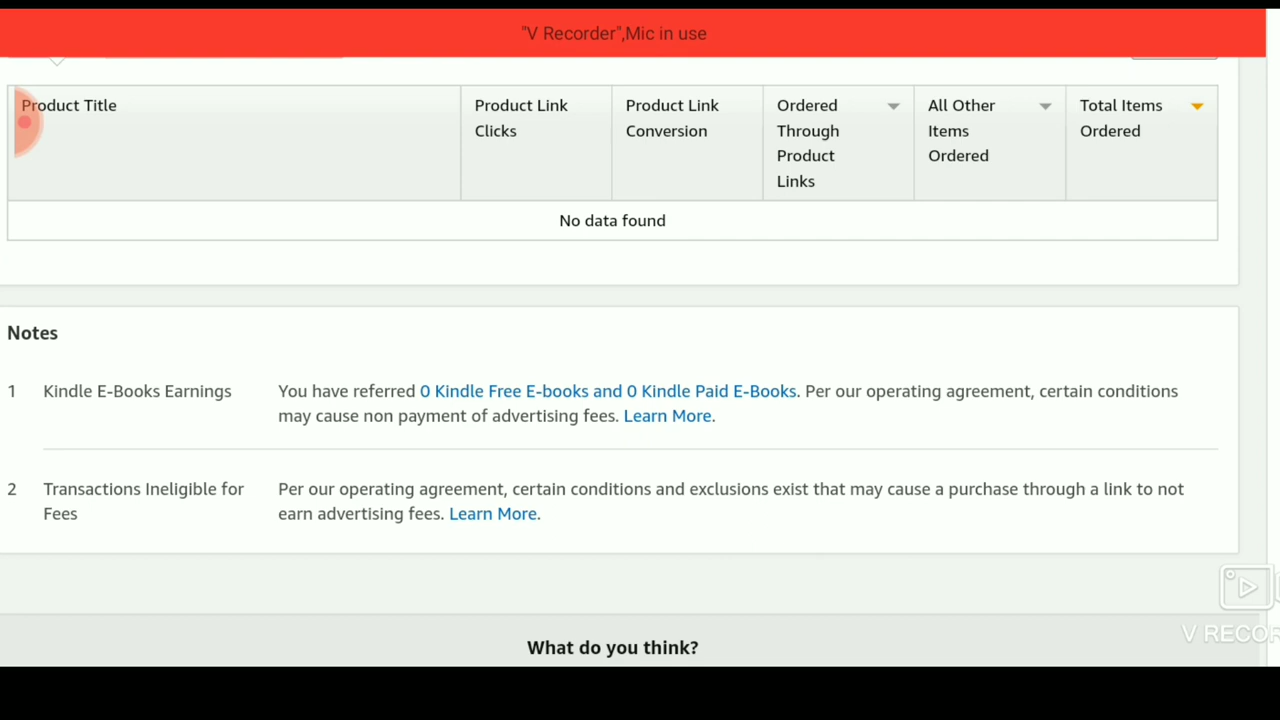 "V Recorder",Mic in use
Product Title
Product Link
Clicks
Product Link
Conversion
Ordered
Through
Product
Links
All Other
Items
Ordered
Total Items
Ordered
No data found
Notes
1 Kindle E-Books Earnings You have referred 0 Kindle Free E-books and 0 Kindle Paid E-Books. Per our operating agreement, certain conditions
may cause non payment of advertising fees. Learn More.
2 Transactions Ineligible for Per our operating agreement, certain conditions and exclusions exist that may cause a purchase through a link to not
Fees earn advertising fees. Learn More.
V RECOR
What do you think?